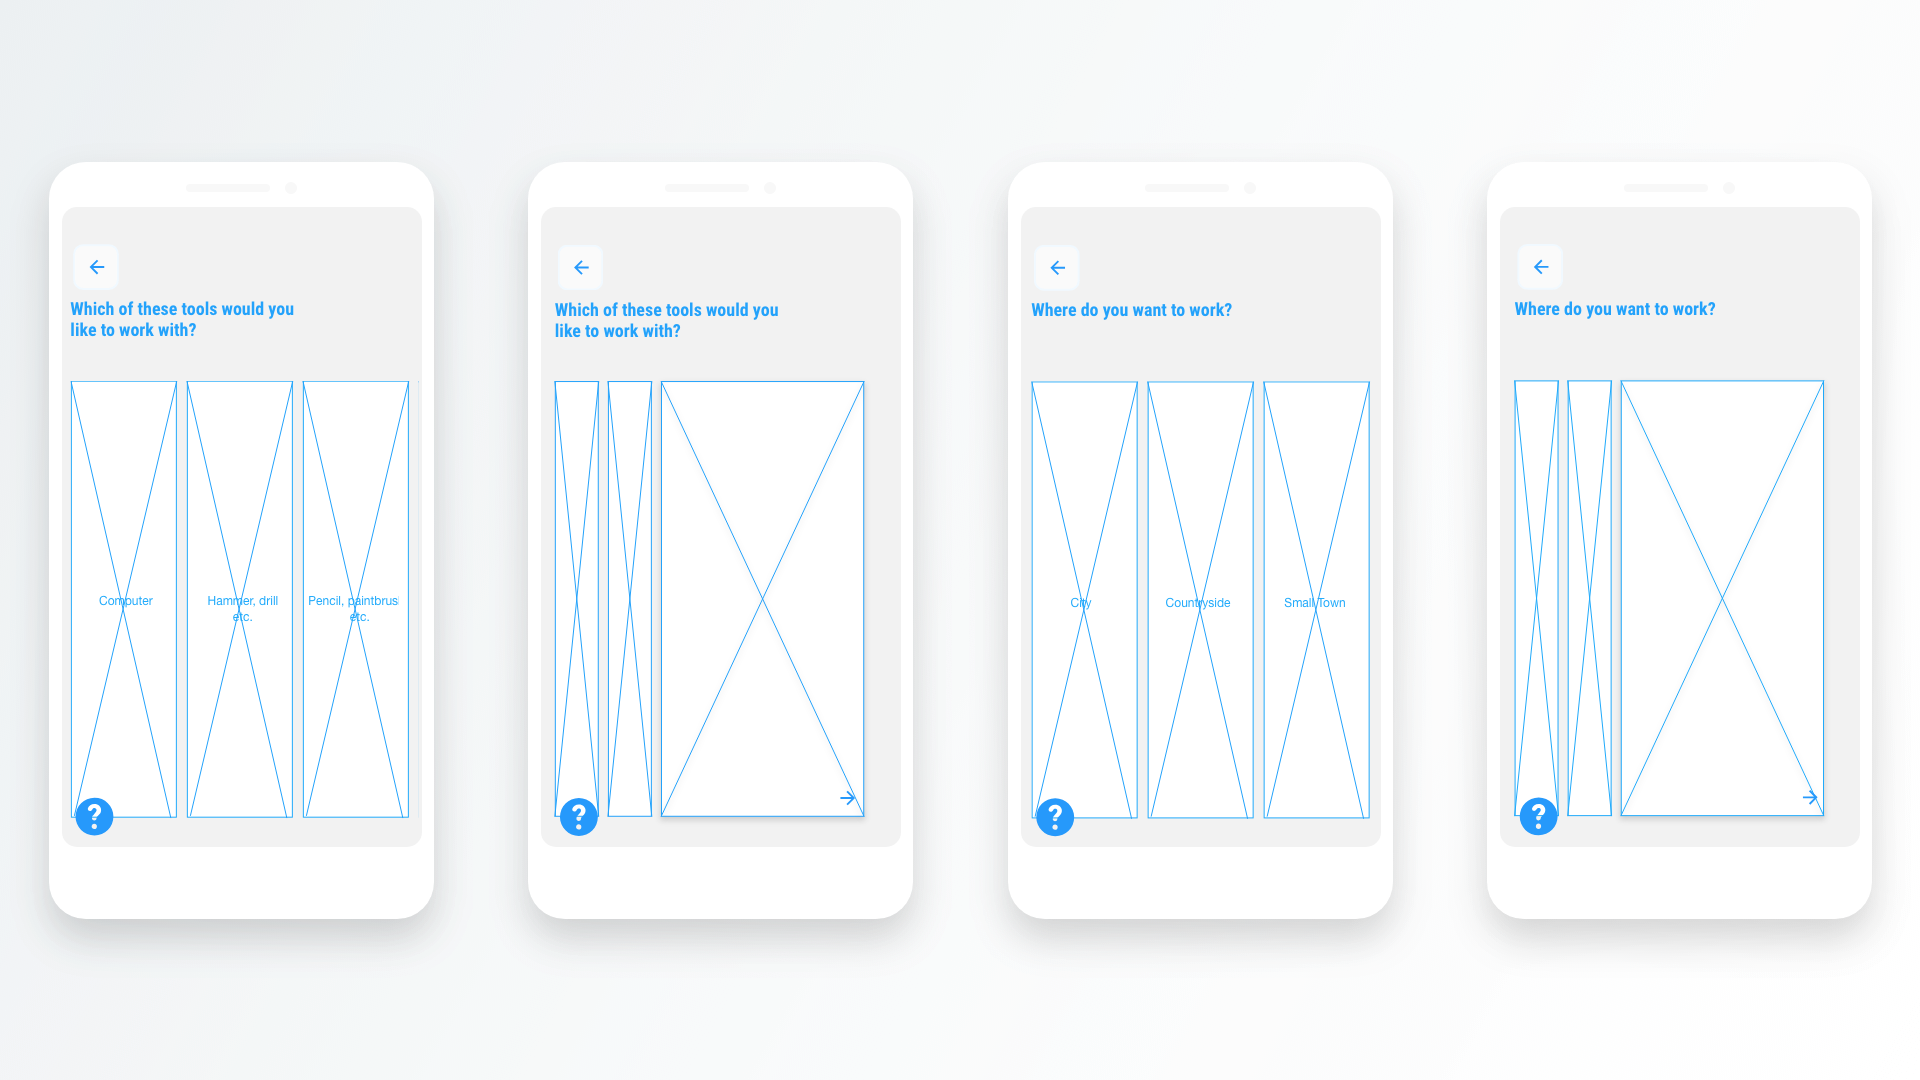 Which of these tools would you
like to work with?
Computer
Hammer, drill
etc.
Pencil, paintbrus
etc.
?
Which of these tools would you
like to work with?
?
Where do you want to work?
City
Countryside
Small Town
?
Where do you want to work?
?